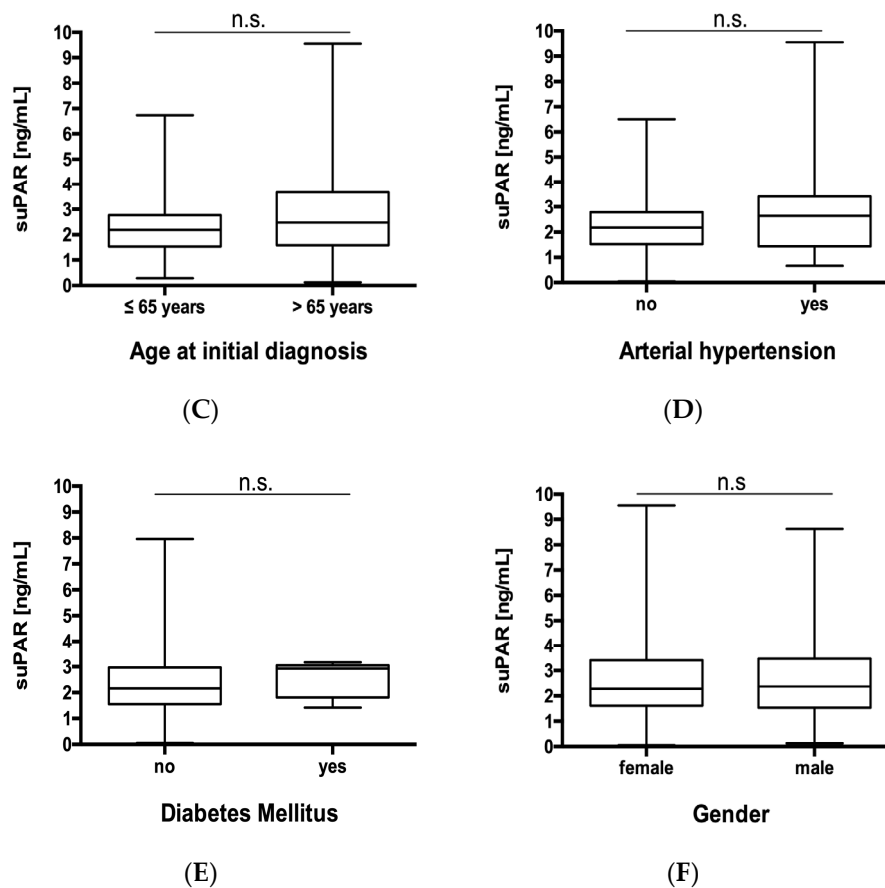 n.s.
10
9
8
7
6
5
4
3
2
1
0
suPAR [ng/mL]
≤ 65 years > 65 years
Age at initial diagnosis
(C)
n.s.
10
9
8
7
6
5
4
3
2
1
0
suPAR [ng/mL]
no yes
Arterial hypertension
(D)
n.s.
10
9
8
7
6
5
4
3
2
1
0
suPAR [ng/mL]
no yes
Diabetes Mellitus
(E)
n.s
10
9
8
7
6
5
4
3
2
1
0
suPAR [ng/mL]
female male
Gender
(F)